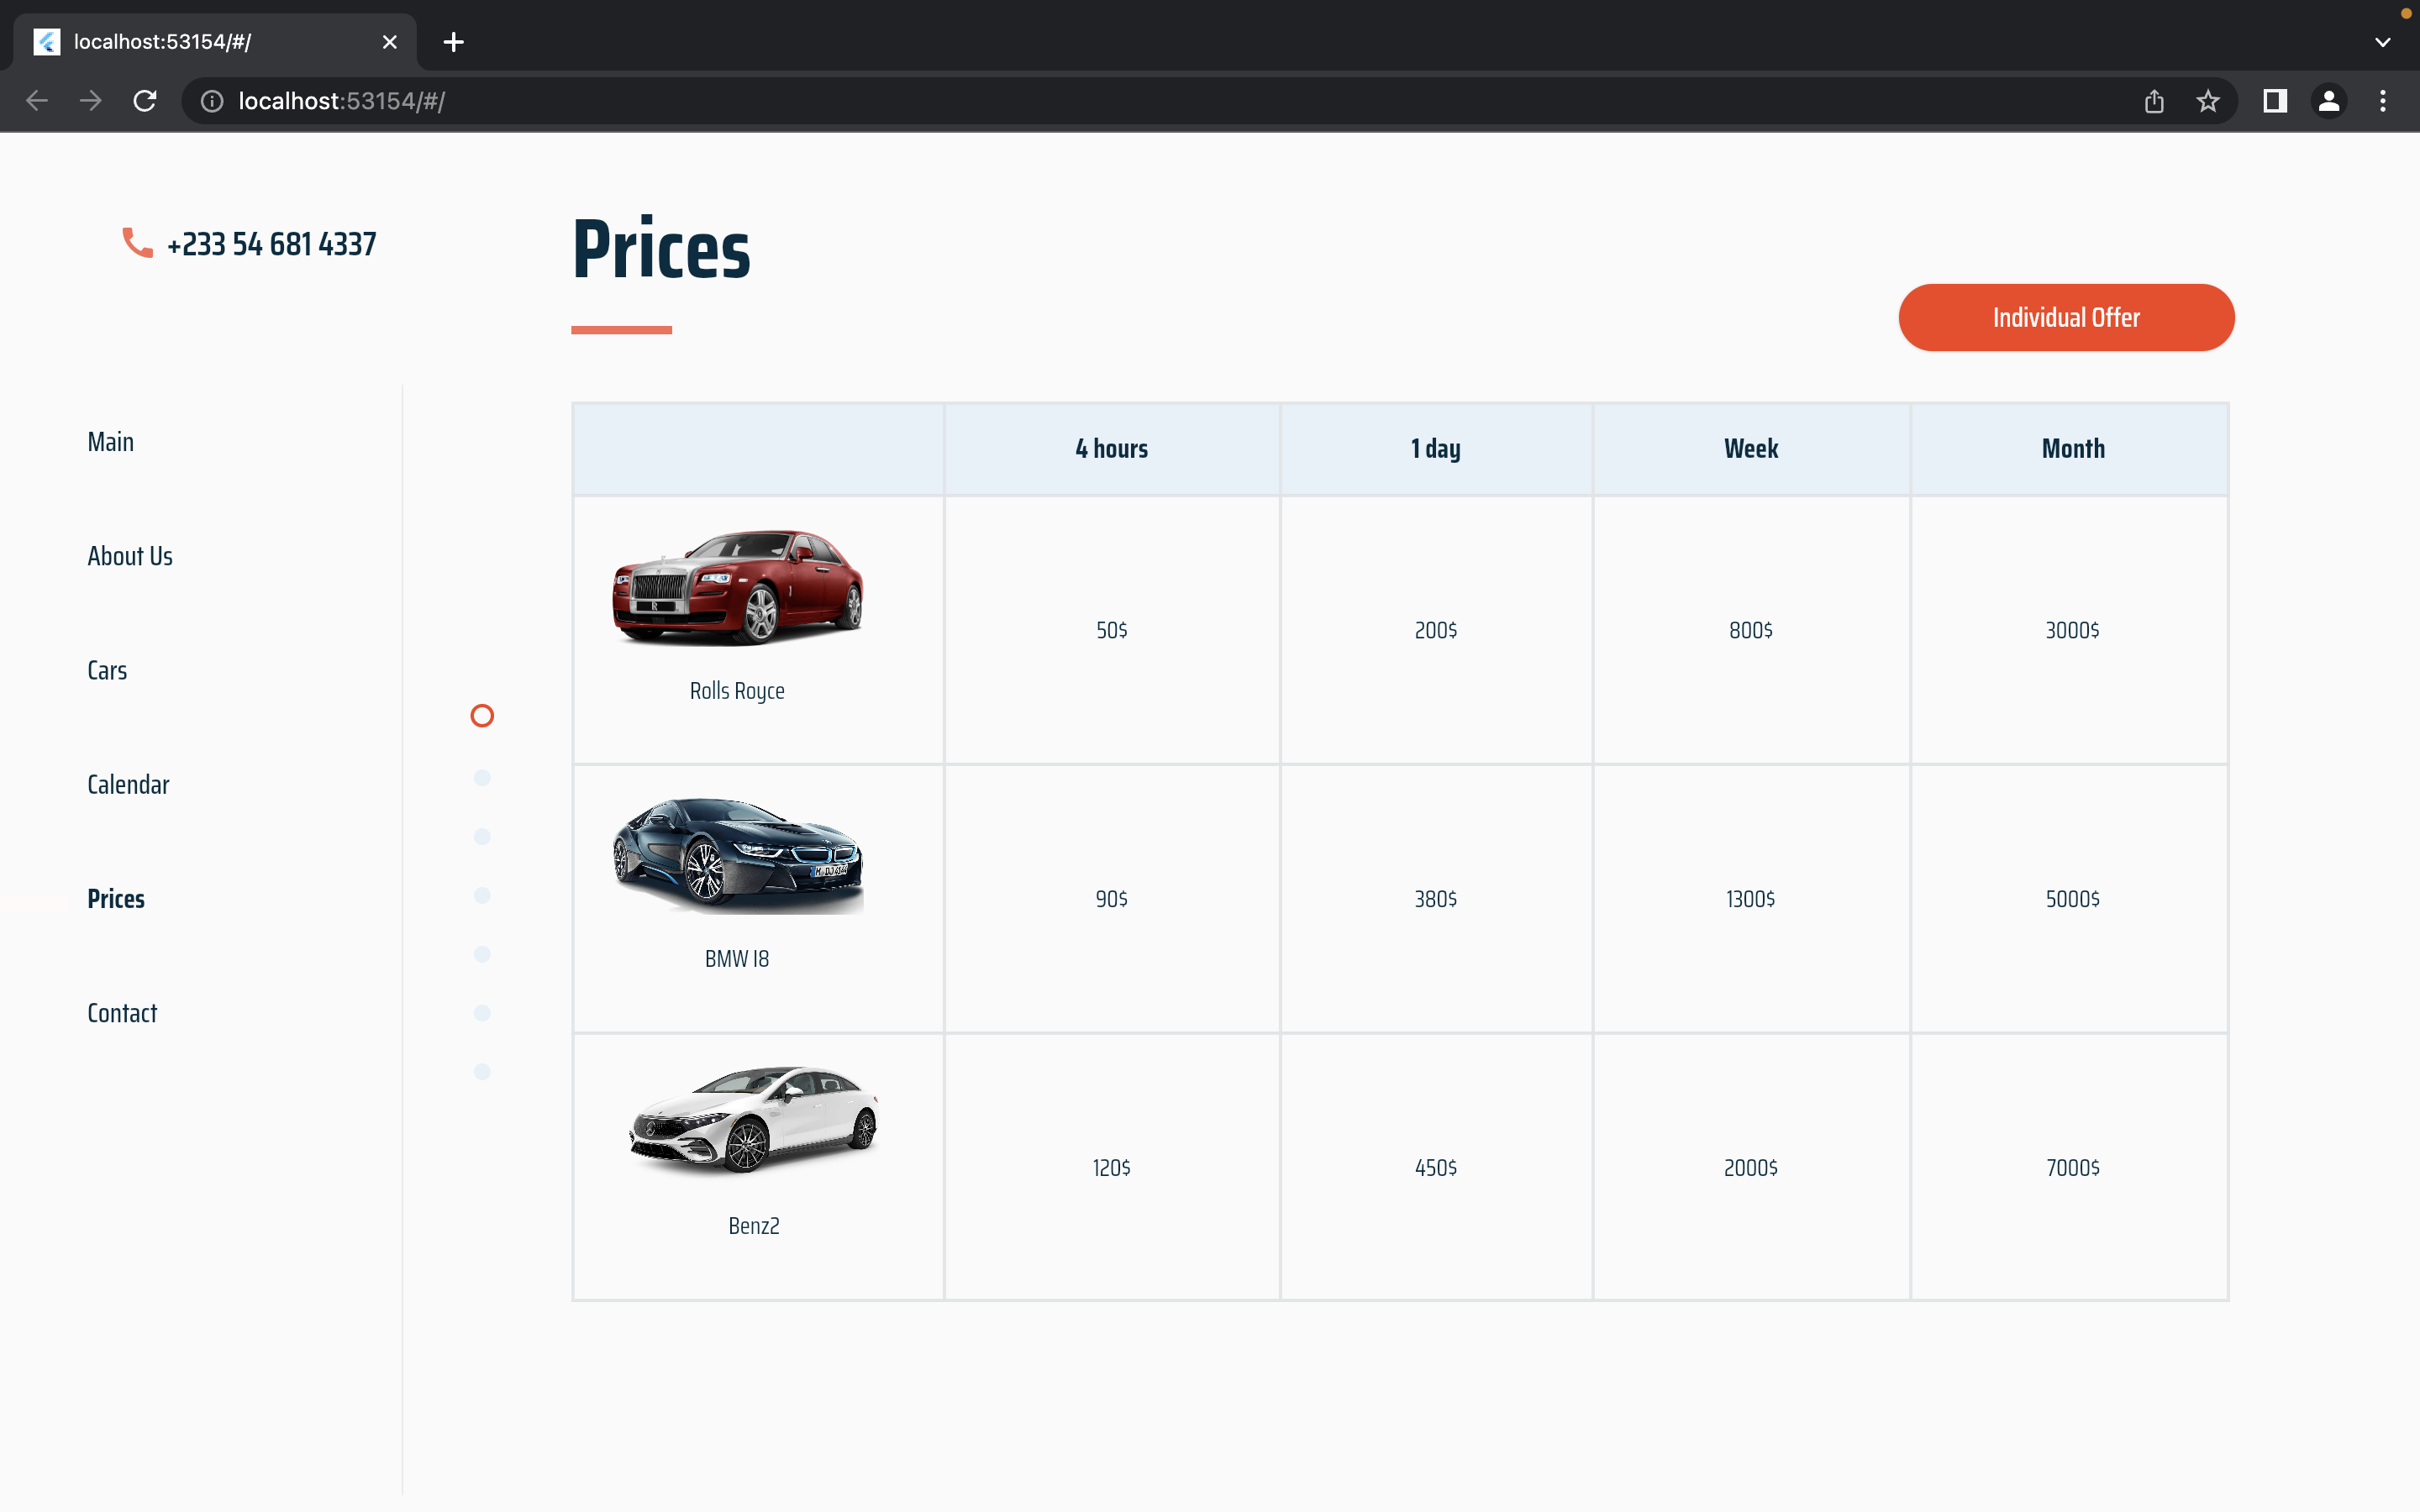 localhost:53154/#/
localhost:53154/#/
+233 54 681 4337
Prices
Individual Offer
Main
About Us
Cars
Calendar
Prices
Contact
4 hours
1 day
Week
Month
50$
200$
800$
3000$
Rolls Royce
90$
380$
1300$
5000$
BMW I8
120$
450$
2000$
7000$
Benz2